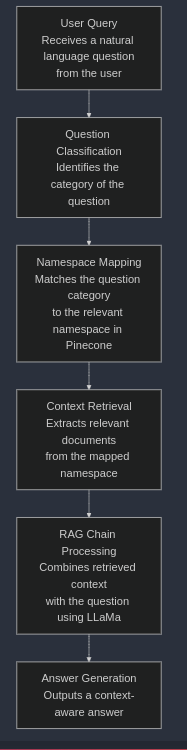 User Query
Receives a natural
language question
from the user
Question
Classification
Identifies the
category of the
question
Namespace Mapping
Matches the question
category
to the relevant
namespace in
Pinecone
Context Retrieval
Extracts relevant
documents
from the mapped
namespace
RAG Chain
Processing
Combines retrieved
context
with the question
using LLaMa
Answer Generation
Outputs a context-
aware answer